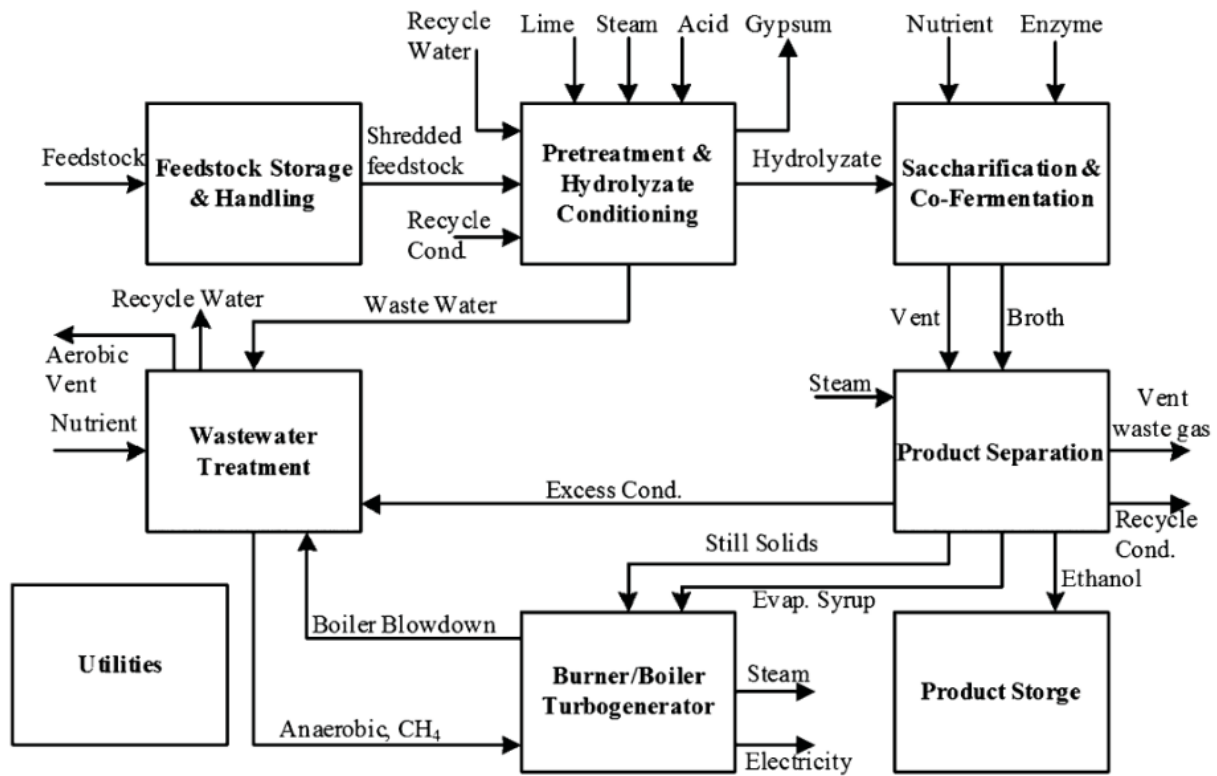 Recycle
Water
Lime
Steam
Acid
Gypsum
Nutrient
Enzyme
Feedstock
Feedstock Storage
& Handling
Shredded
feedstock
Recycle
Cond.
Pretreatment &
Hydrolyzate
Conditioning
Hydrolyzate
Saccharification &
Co-Fermentation
Recycle Water
Waste Water
Vent
Broth
Aerobic
Vent
Nutrient
Wastewater
Treatment
Steam
Product Separation
Vent
waste gas
Excess Cond.
Recycle
Cond.
Still Solids
Evap. Syrup
Ethanol
Utilities
Boiler Blowdown
Burner/Boiler
Turbogenerator
Steam
Product Storge
Anaerobic, CH₄
Electricity